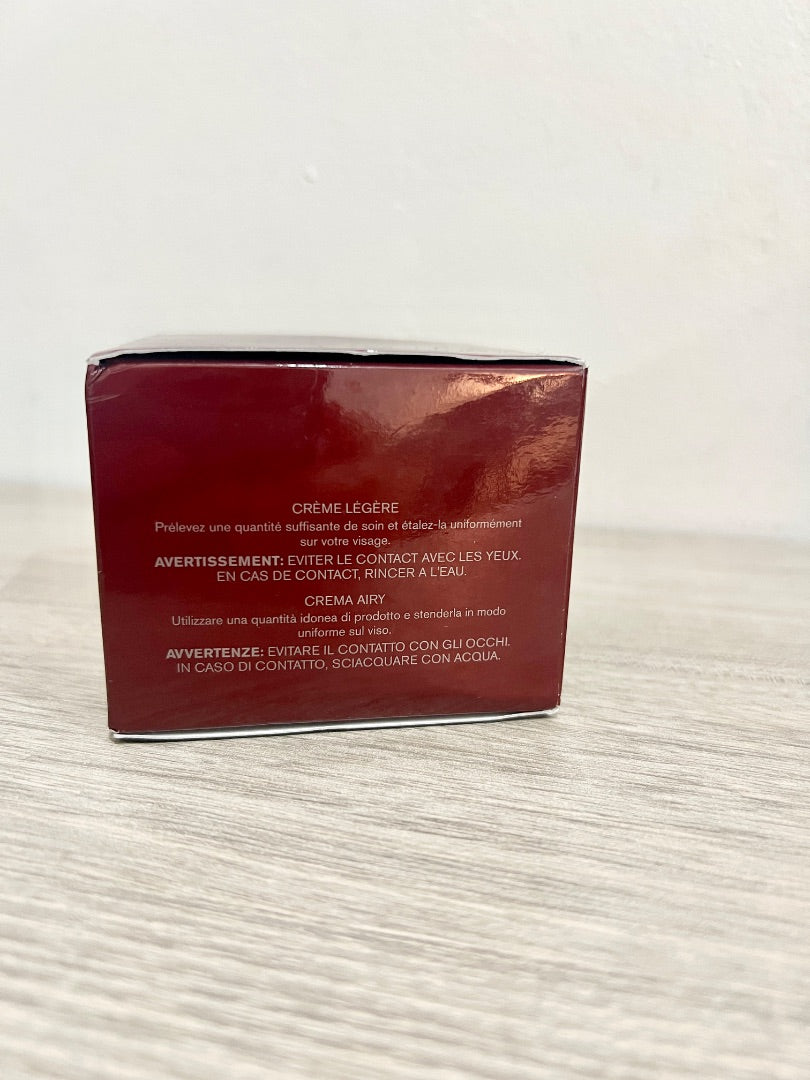 CRÈME LÉGÈRE
Prélevez une quantité suffisante de soin et étalez-la uniformément
sur votre visage.
AVERTISSEMENT: EVITER LE CONTACT AVEC LES YEUX.
EN CAS DE CONTACT, RINCER A L'EAU.
CREMA AIRY
Utilizzare una quantità idonea di prodotto e stenderla in modo
uniforme sul viso.
AVVERTENZE: EVITARE IL CONTATTO CON GLI OCCHI.
IN CASO DI CONTATTO, SCIACQUARE CON ACQUA.